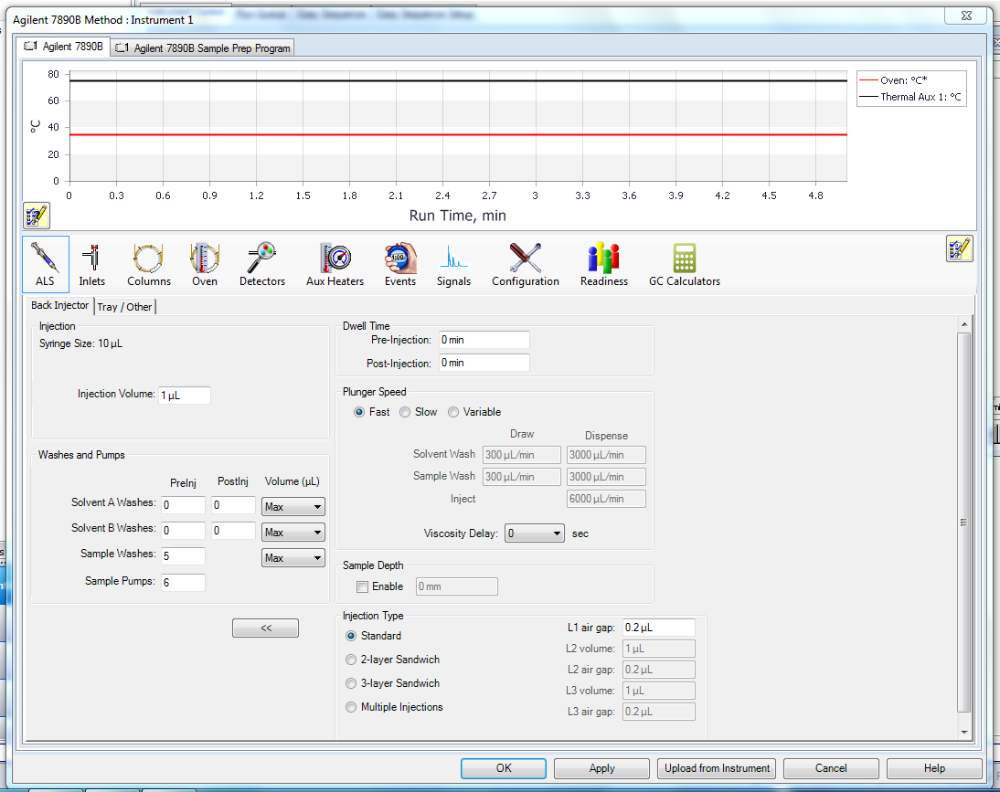 Agilent 7890B Method : Instrument 1
Agilent 7890B
Agilent 7890B Sample Prep Program
80
60
40
20
0
°C
0 0.3 0.6 0.9 1.2 1.5 1.8 2.1 2.4 2.7 3 3.3 3.6 3.9 4.2 4.5 4.8
Run Time, min
Oven: °C*
Thermal Aux 1: °C
ALS Inlets Columns Oven Detectors Aux Heaters Events Signals Configuration Readiness GC Calculators
Back Injector Tray / Other
Injection
Syringe Size: 10 µL
Injection Volume: 1 µL
Washes and Pumps
PreInj PostInj Volume (µL)
Solvent A Washes: 0 0 Max
Solvent B Washes: 0 0 Max
Sample Washes: 5 Max
Sample Pumps: 6
<<
Dwell Time
Pre-Injection: 0 min
Post-Injection: 0 min
Plunger Speed
Fast Slow Variable
Draw Dispense
Solvent Wash 300 µL/min 3000 µL/min
Sample Wash 300 µL/min 3000 µL/min
Inject 6000 µL/min
Viscosity Delay: 0 sec
Sample Depth
Enable 0 mm
Injection Type
Standard
2-layer Sandwich
3-layer Sandwich
Multiple Injections
L1 air gap: 0.2 µL
L2 volume: 1 µL
L2 air gap: 0.2 µL
L3 volume: 1 µL
L3 air gap: 0.2 µL
OK Apply Upload from Instrument Cancel Help